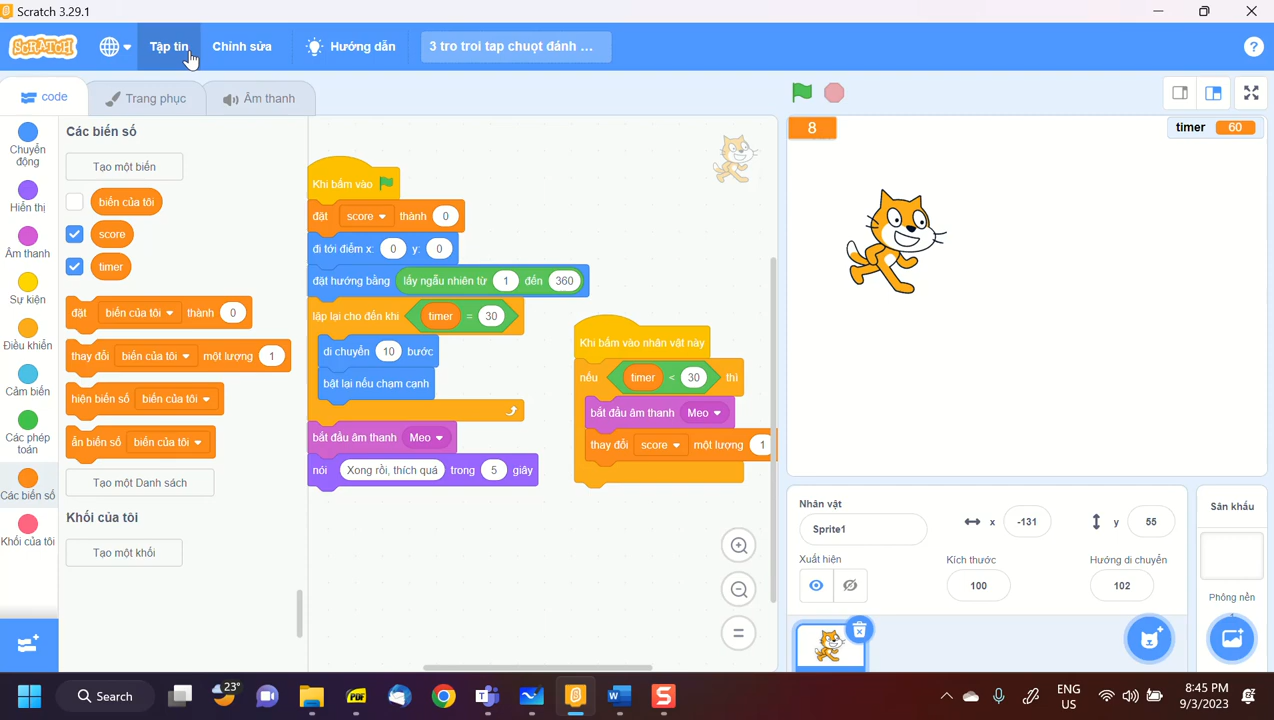 Scratch 3.29.1
SCRATCH
Tập tin
Chỉnh sửa
Hướng dẫn
3 tro troi tap chuọt đánh ...
?
code
Trang phục
Âm thanh
Chuyển động
Hiển thị
Âm thanh
Sự kiện
Điều khiển
Cảm biến
Các phép toán
Các biến số
Khối của tôi
Các biến số
Tạo một biến
biến của tôi
score
timer
đặt biến của tôi thành 0
thay đổi biến của tôi một lượng 1
hiện biến số biến của tôi
ẩn biến số biến của tôi
Tạo một Danh sách
Khối của tôi
Tạo một khối
Khi bấm vào
đặt score thành 0
đi tới điểm x: 0 y: 0
đặt hướng bằng lấy ngẫu nhiên từ 1 đến 360
lặp lại cho đến khi timer = 30
di chuyển 10 bước
bật lại nếu chạm cạnh
bắt đầu âm thanh Meo
nói Xong rồi, thích quá trong 5 giây
Khi bấm vào nhân vật này
nếu timer < 30 thì
bắt đầu âm thanh Meo
thay đổi score một lượng 1
8
timer 60
Nhân vật
Sprite1
x -131
y 55
Xuất hiện
Kích thước
100
Hướng di chuyển
102
Sân khấu
Phông nền
Search
23°
PDF
ENG
US
8:45 PM
9/3/2023